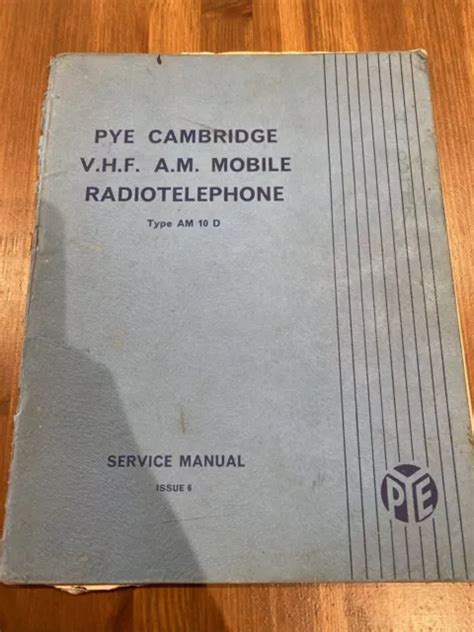 PYE CAMBRIDGE
V.H.F. A.M. MOBILE
RADIOTELEPHONE
Type AM 10 D
SERVICE MANUAL
ISSUE 6
PYE